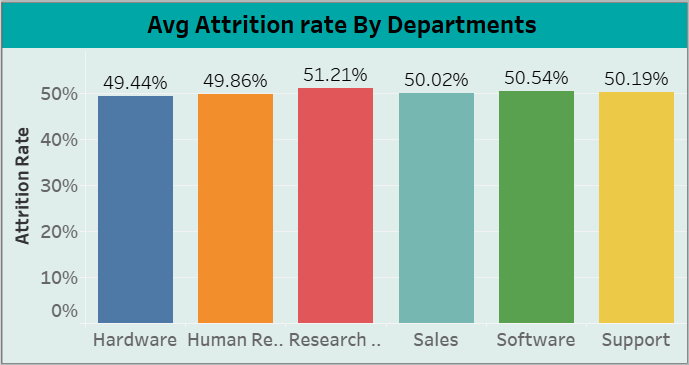 Avg Attrition rate By Departments
49.44% 49.86% 51.21% 50.02% 50.54% 50.19%
50%
40%
30%
20%
10%
0%
Attrition Rate
Hardware Human Re.. Research .. Sales Software Support